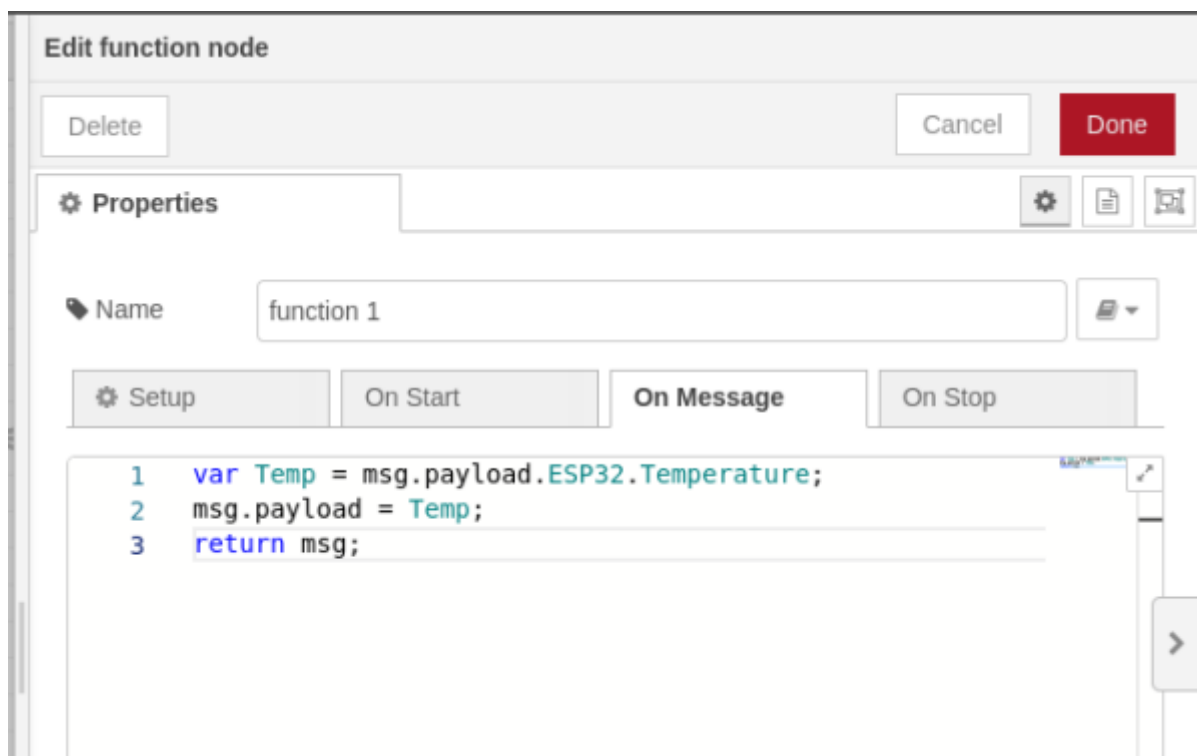 Edit function node
Delete Cancel Done
Properties
Name function 1
Setup On Start On Message On Stop
1 var Temp = msg.payload.ESP32.Temperature;
2 msg.payload = Temp;
3 return msg;